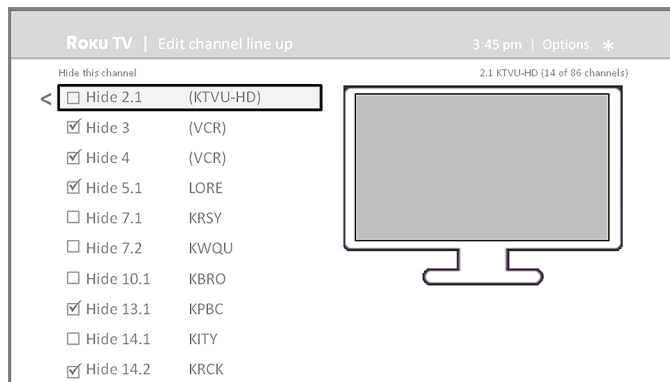 Roku TV | Edit channel line up 3:45 pm | Options ✱
Hide this channel 2.1 KTVU-HD (14 of 86 channels)
< Hide 2.1 (KTVU-HD)
Hide 3 (VCR)
Hide 4 (VCR)
Hide 5.1 LORE
Hide 7.1 KRSY
Hide 7.2 KWQU
Hide 10.1 KBRO
Hide 13.1 KPBC
Hide 14.1 KITY
Hide 14.2 KRCK